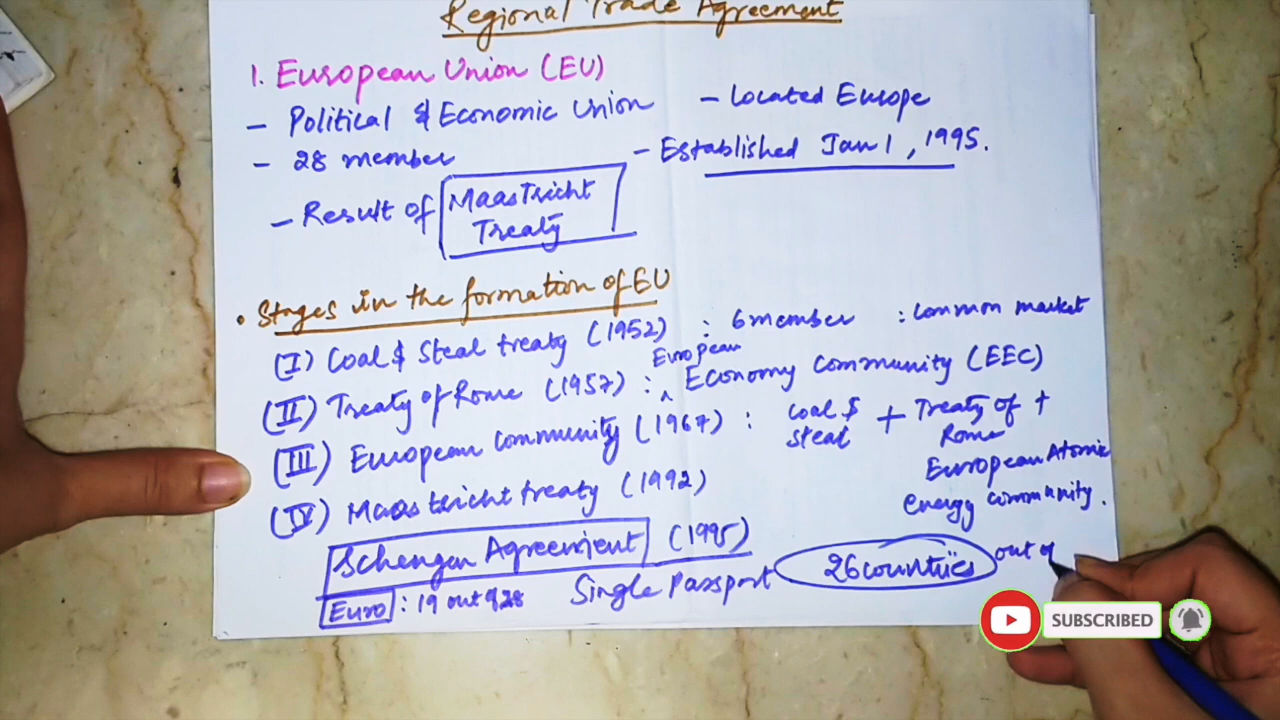 Regional Trade Agreement
1. European Union (EU)
- Political & Economic Union
- Located Europe
- 28 member
- Established Jan 1, 1995.
- Result of Maastricht
Treaty
• Stages in the formation of EU
(I) Coal & Steal treaty (1952) : 6 member : common market
(II) Treaty of Rome (1957) : European Economy community (EEC)
(III) European community (1967) : coal &
steal + Treaty of +
Rome
European Atomic
energy community.
(IV) Maastricht treaty (1992)
Schengen Agreement (1995)
Single Passport 26 countries out of
Euro : 19 out of 28
SUBSCRIBED